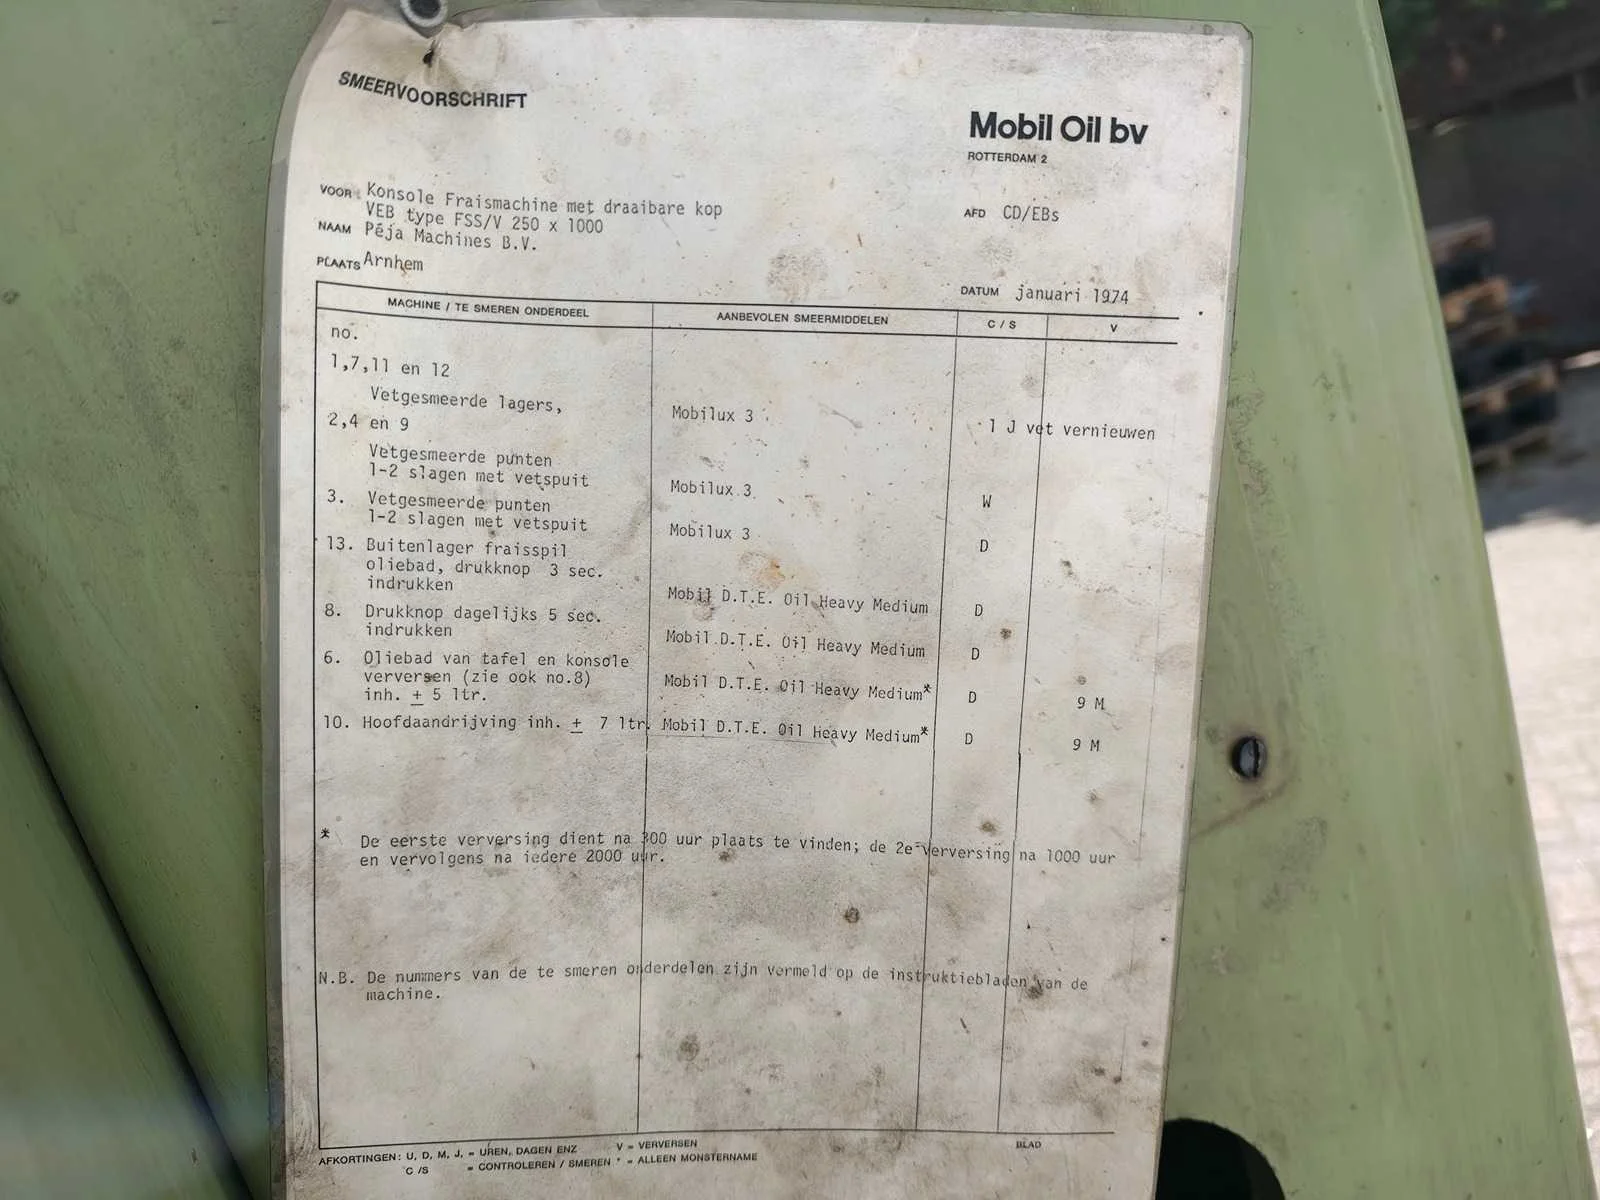 SMEERVOORSCHRIFT
Mobil Oil bv
ROTTERDAM 2
VOOR: Konsole Fraismachine met draaibare kop
VEB type FSS/V 250 x 1000
AFD CD/EBs
NAAM Péja Machines B.V.
PLAATS Arnhem
DATUM januari 1974
MACHINE / TE SMEREN ONDERDEEL AANBEVOLEN SMEERMIDDELEN C / S V
no.
1,7,11 en 12
Vetgesmeerde lagers, Mobilux 3 1 J vet vernieuwen
2,4 en 9
Vetgesmeerde punten
1-2 slagen met vetspuit Mobilux 3 W
3. Vetgesmeerde punten
1-2 slagen met vetspuit Mobilux 3 D
13. Buitenlager fraisspil
oliebad, drukknop 3 sec.
indrukken Mobil D.T.E. Oil Heavy Medium D
8. Drukknop dagelijks 5 sec.
indrukken Mobil D.T.E. Oil Heavy Medium D
6. Oliebad van tafel en konsole
verversen (zie ook no.8)
inh. ± 5 ltr. Mobil D.T.E. Oil Heavy Medium* D 9 M
10. Hoofdaandrijving inh. ± 7 ltr. Mobil D.T.E. Oil Heavy Medium* D 9 M
* De eerste verversing dient na 300 uur plaats te vinden; de 2e verversing na 1000 uur
en vervolgens na iedere 2000 uur.
N.B. De nummers van de te smeren onderdelen zijn vermeld op de instruktiebladen van de
machine.
AFKORTINGEN: U, D, M, J, = UREN, DAGEN ENZ V = VERVERSEN BLAD
C /S = CONTROLEREN / SMEREN * = ALLEEN MONSTERNAME